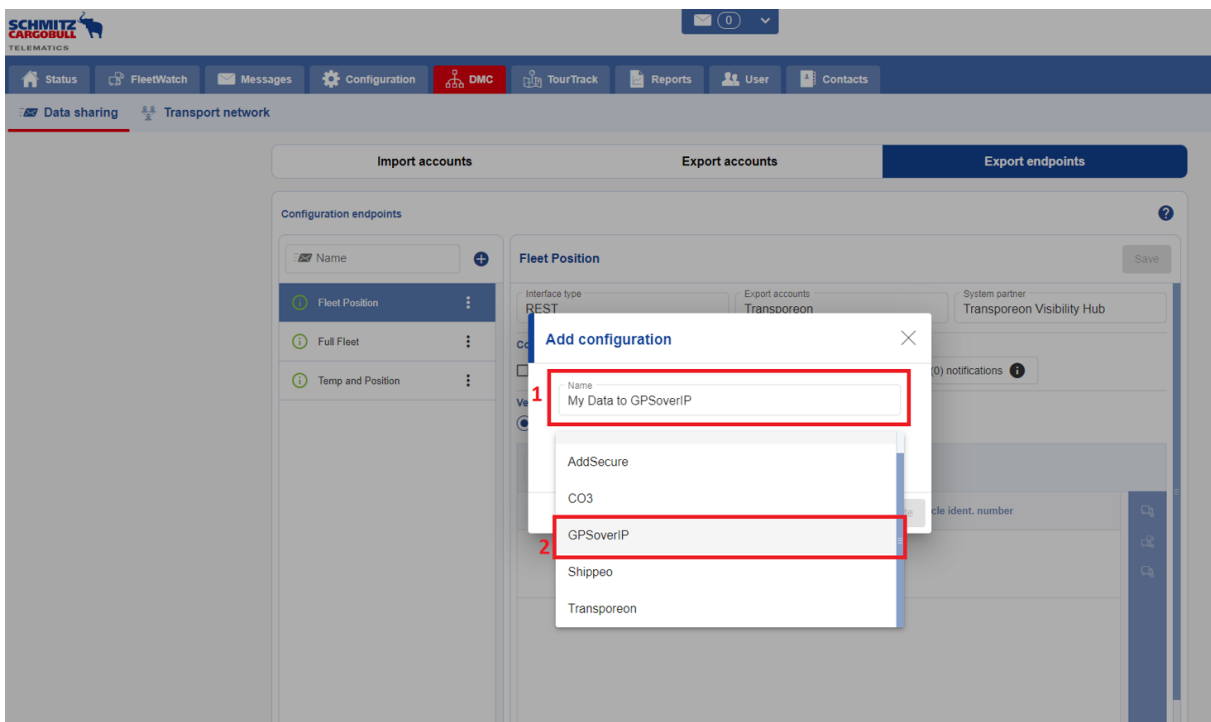 SCHMITZ
CARGOBULL
TELEMATICS
0
Status FleetWatch Messages Configuration DMC TourTrack Reports User Contacts
Data sharing Transport network
Import accounts Export accounts Export endpoints
Configuration endpoints
Name
Fleet Position
Save
Fleet Position
Full Fleet
Temp and Position
Interface type
REST
Export accounts
Transporeon
System partner
Transporeon Visibility Hub
Add configuration
(0) notifications
1
Name
My Data to GPSoverIP
AddSecure
CO3
2
GPSoverIP
Shippeo
Transporeon
ident. number